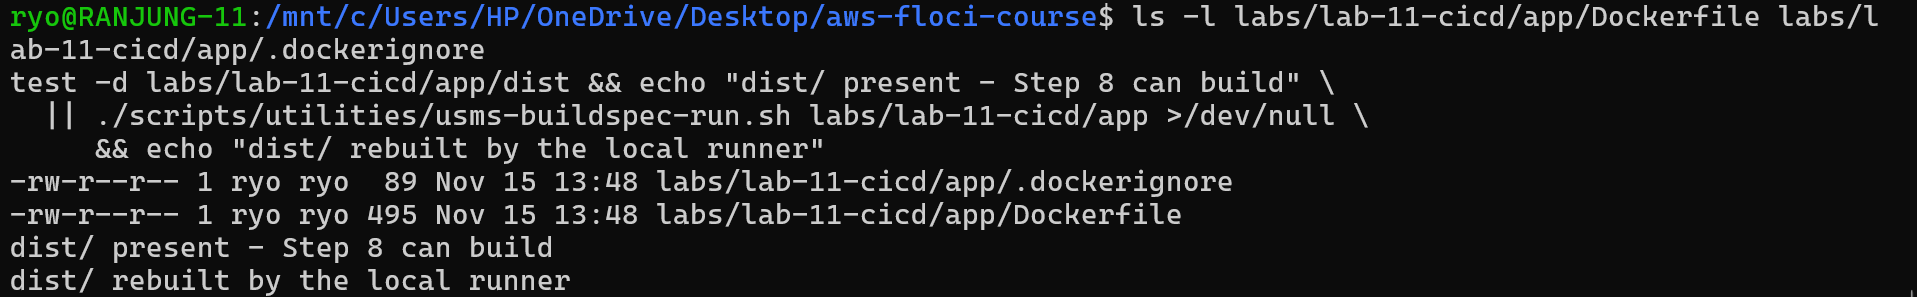 ryo@RANJUNG-11:/mnt/c/Users/HP/OneDrive/Desktop/aws-floci-course$ ls -l labs/lab-11-cicd/app/Dockerfile labs/l
ab-11-cicd/app/.dockerignore
test -d labs/lab-11-cicd/app/dist && echo "dist/ present - Step 8 can build" \
  || ./scripts/utilities/usms-buildspec-run.sh labs/lab-11-cicd/app >/dev/null \
     && echo "dist/ rebuilt by the local runner"
-rw-r--r-- 1 ryo ryo  89 Nov 15 13:48 labs/lab-11-cicd/app/.dockerignore
-rw-r--r-- 1 ryo ryo 495 Nov 15 13:48 labs/lab-11-cicd/app/Dockerfile
dist/ present - Step 8 can build
dist/ rebuilt by the local runner